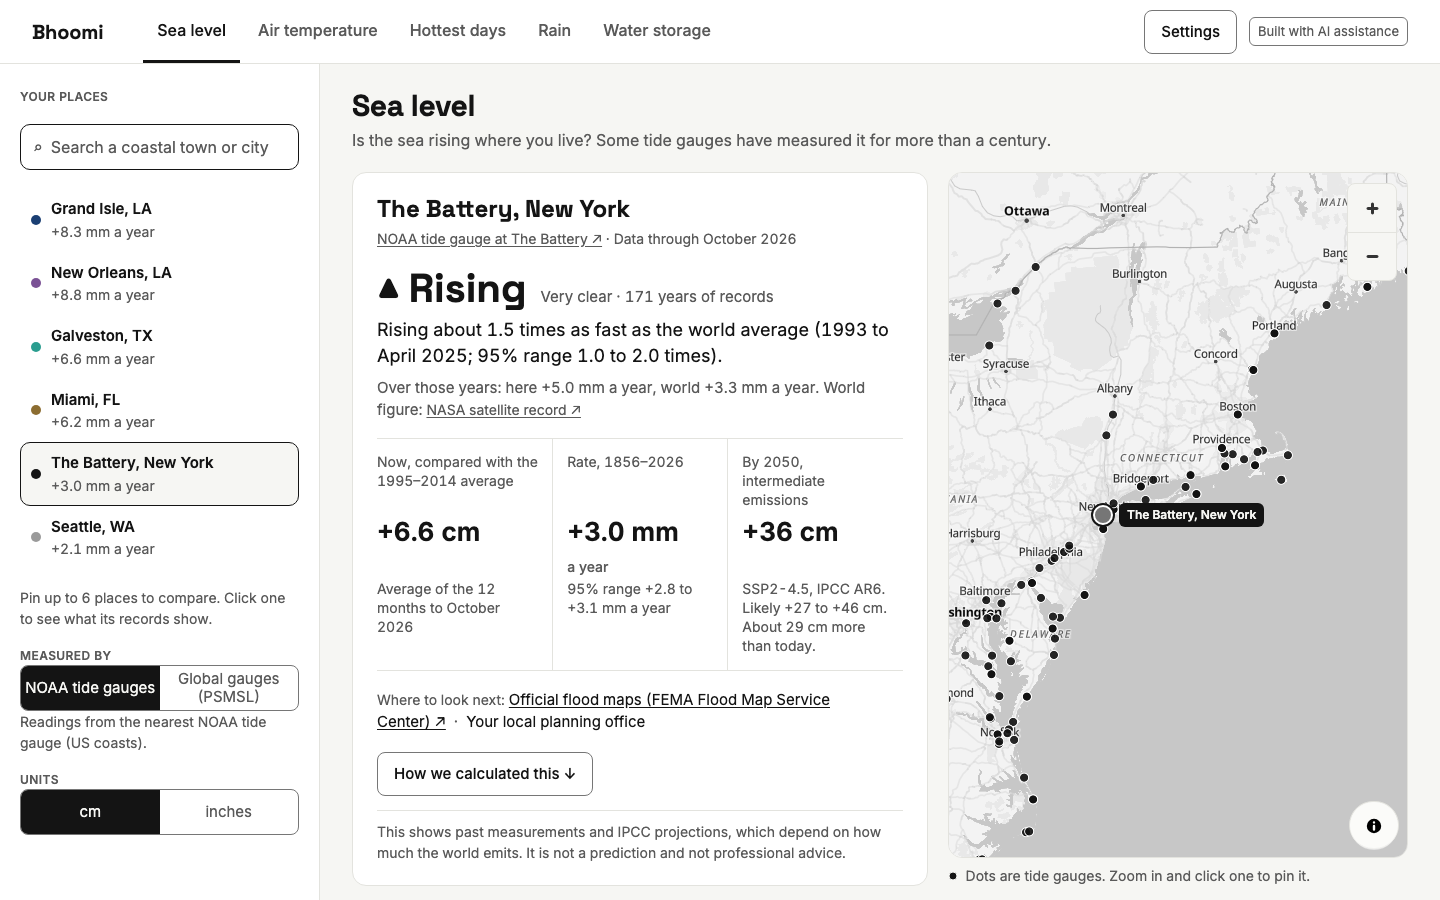 Bhoomi
Sea level
Air temperature
Hottest days
Rain
Water storage
Settings
Built with AI assistance
YOUR PLACES
Search a coastal town or city
Grand Isle, LA
+8.3 mm a year
New Orleans, LA
+8.8 mm a year
Galveston, TX
+6.6 mm a year
Miami, FL
+6.2 mm a year
The Battery, New York
+3.0 mm a year
Seattle, WA
+2.1 mm a year
Pin up to 6 places to compare. Click one
to see what its records show.
MEASURED BY
NOAA tide gauges
Global gauges
(PSMSL)
Readings from the nearest NOAA tide
gauge (US coasts).
UNITS
cm
inches
Sea level
Is the sea rising where you live? Some tide gauges have measured it for more than a century.
The Battery, New York
NOAA tide gauge at The Battery ↗ · Data through October 2026
▲ Rising
Very clear · 171 years of records
Rising about 1.5 times as fast as the world average (1993 to
April 2025; 95% range 1.0 to 2.0 times).
Over those years: here +5.0 mm a year, world +3.3 mm a year. World
figure: NASA satellite record ↗
Now, compared with the
1995–2014 average
+6.6 cm
Average of the 12
months to October
2026
Rate, 1856–2026
+3.0 mm
a year
95% range +2.8 to
+3.1 mm a year
By 2050,
intermediate
emissions
+36 cm
SSP2-4.5, IPCC AR6.
Likely +27 to +46 cm.
About 29 cm more
than today.
Where to look next: Official flood maps (FEMA Flood Map Service
Center) ↗ · Your local planning office
How we calculated this ↓
This shows past measurements and IPCC projections, which depend on how
much the world emits. It is not a prediction and not professional advice.
Ottawa
Montreal
MAIN
Bang
Burlington
Augusta
Portland
ster
Syracuse
Concord
Ithaca
Albany
Boston
Providence
CONNECTICUT
Bridgeport
ANIA
New
The Battery, New York
Harrisburg
Philadelphia
Baltimore
shington
DELAWARE
mond
Norfolk
+
−
Dots are tide gauges. Zoom in and click one to pin it.